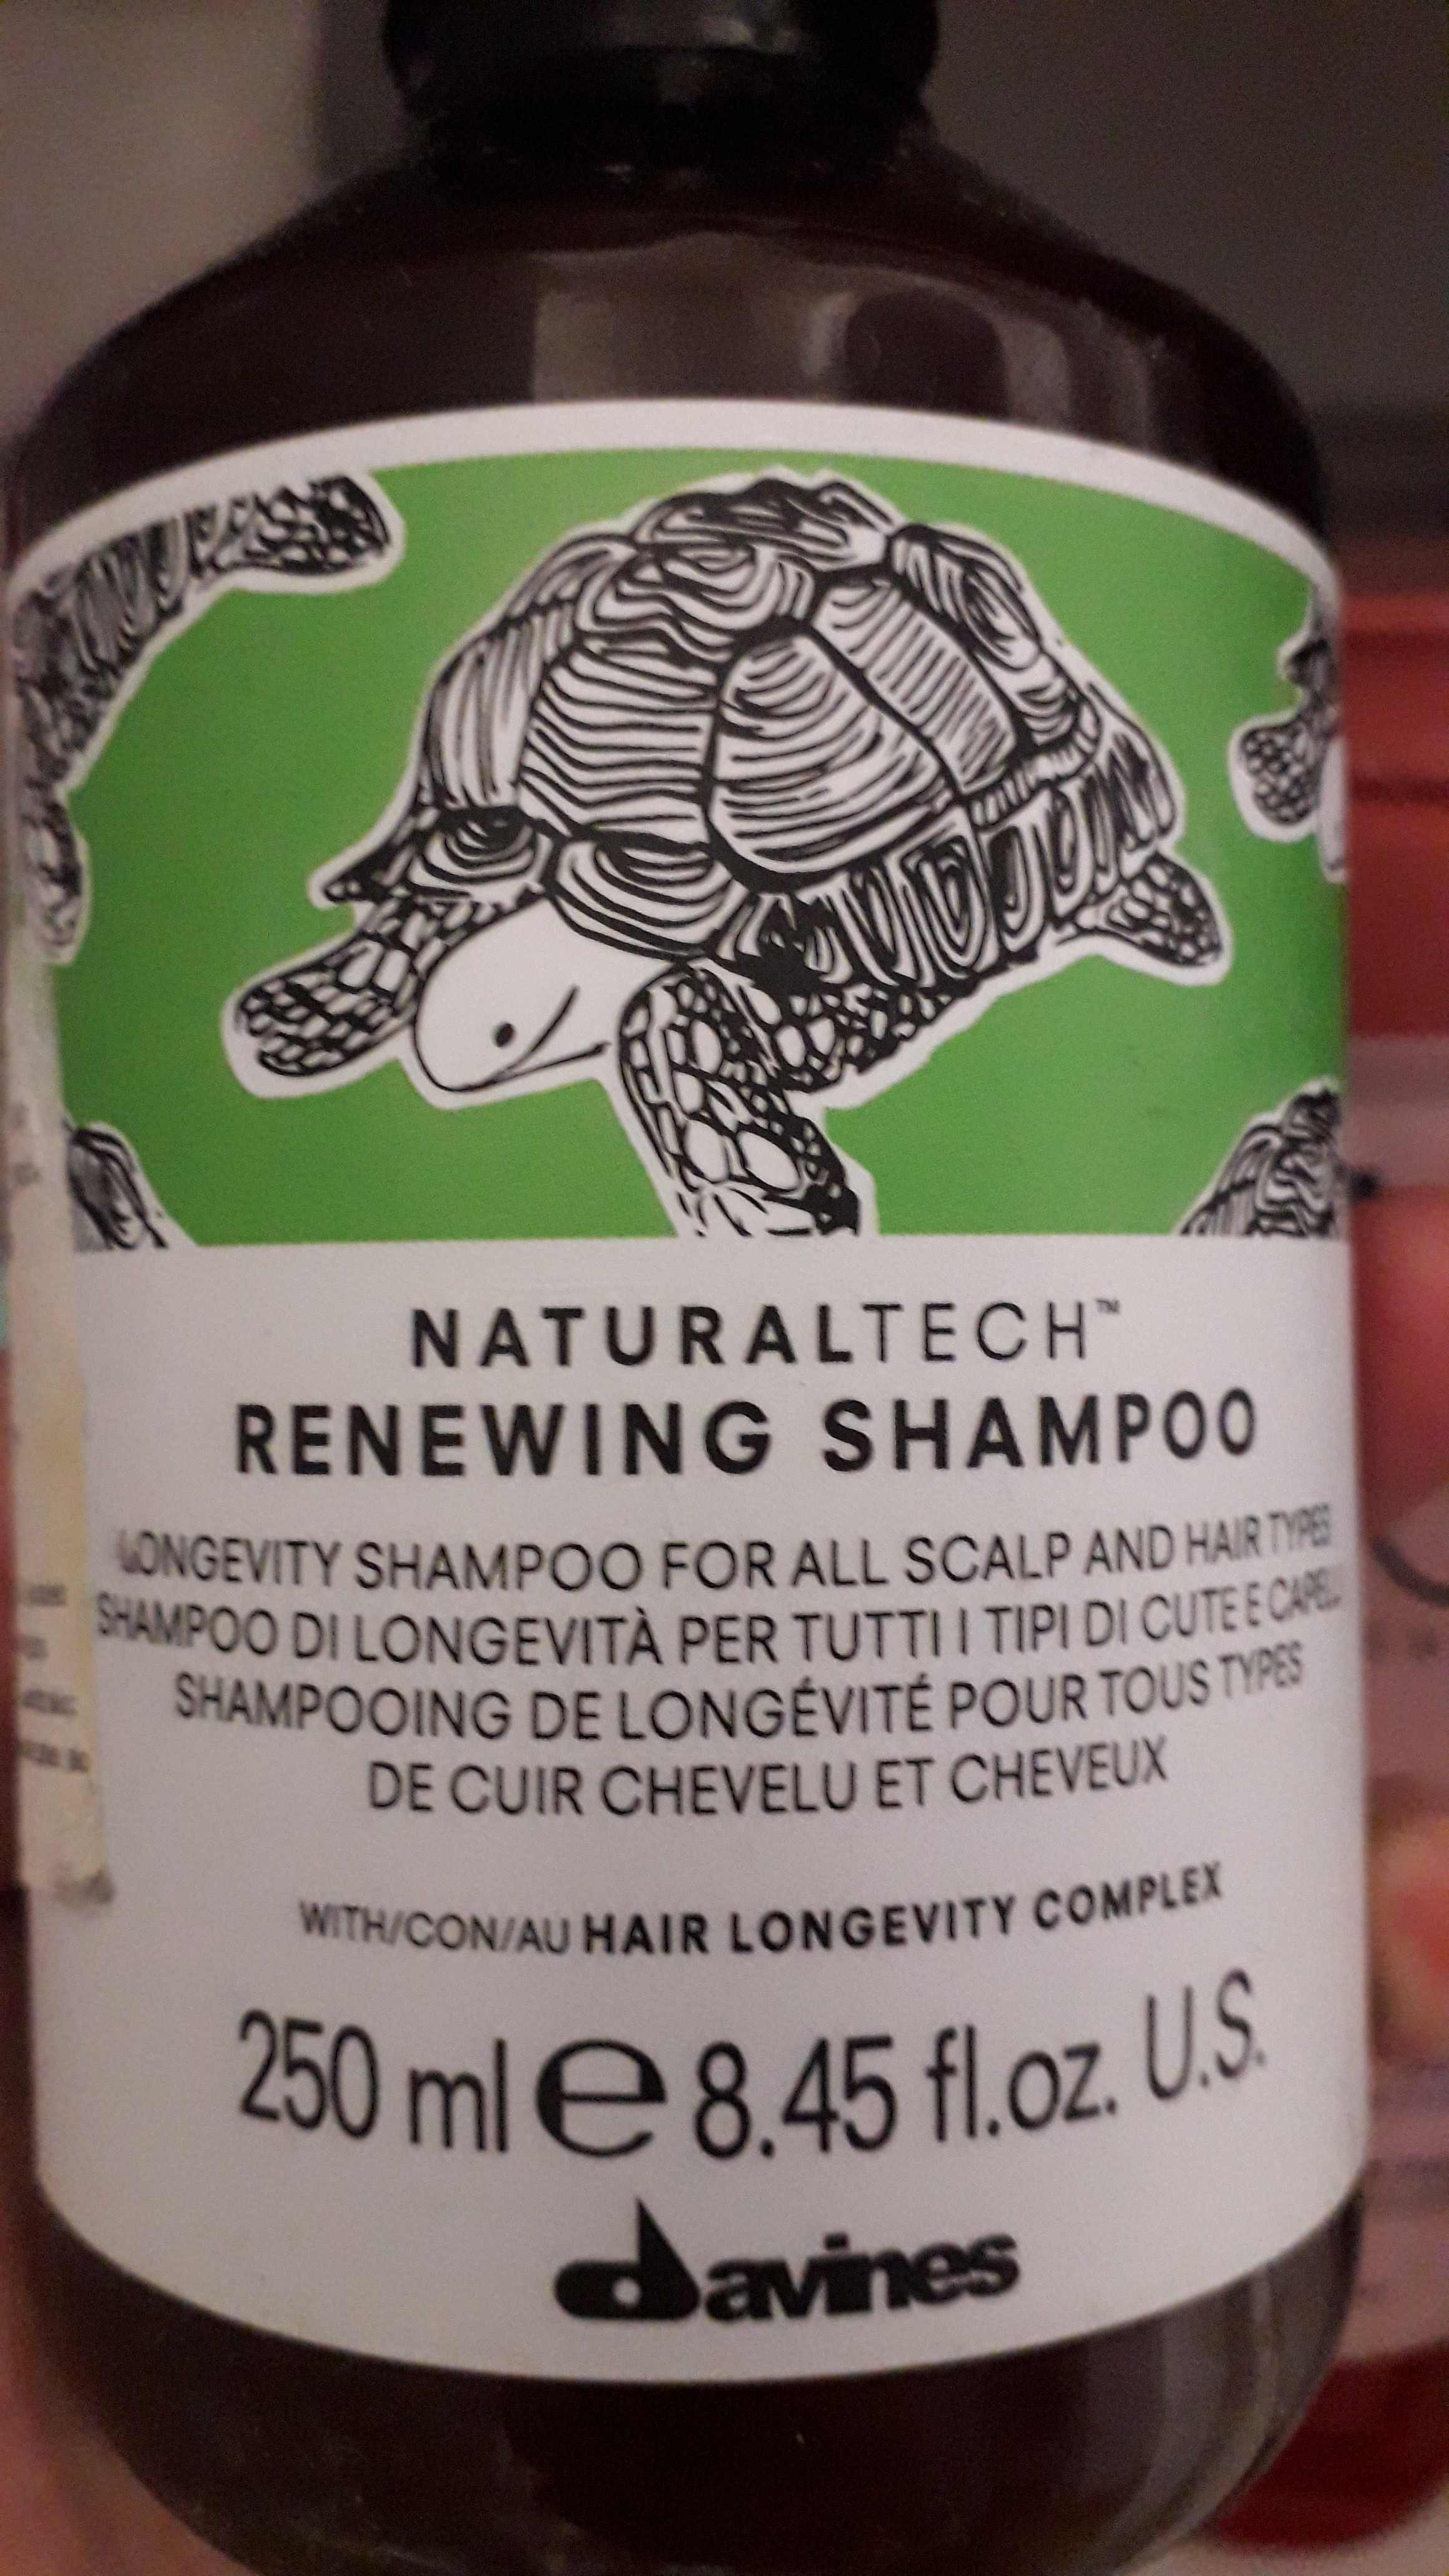 NATURALTECH™
RENEWING SHAMPOO
LONGEVITY SHAMPOO FOR ALL SCALP AND HAIR TYPES
SHAMPOO DI LONGEVITÀ PER TUTTI I TIPI DI CUTE E
SHAMPOOING DE LONGÉVITÉ POUR TOUS TYPES
DE CUIR CHEVELU ET CHEVEUX
WITH/CON/AU HAIR LONGEVITY COMPLEX
250 ml e 8.45 fl.oz. U.S.
davines